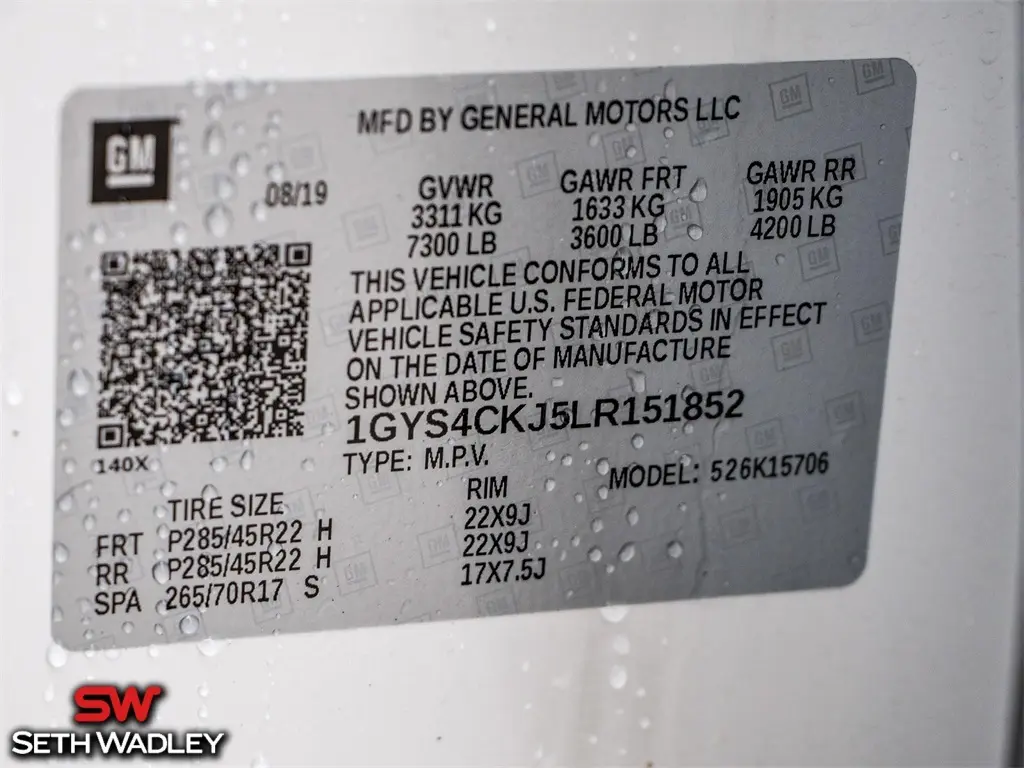 GM
MFD BY GENERAL MOTORS LLC
08/19
GVWR GAWR FRT GAWR RR
3311 KG 1633 KG 1905 KG
7300 LB 3600 LB 4200 LB
THIS VEHICLE CONFORMS TO ALL
APPLICABLE U.S. FEDERAL MOTOR
VEHICLE SAFETY STANDARDS IN EFFECT
ON THE DATE OF MANUFACTURE
SHOWN ABOVE.
1GYS4CKJ5LR151852
140X
TYPE: M.P.V. MODEL: 526K15706
TIRE SIZE RIM
FRT P285/45R22 H 22X9J
RR P285/45R22 H 22X9J
SPA 265/70R17 S 17X7.5J
SW
SETH WADLEY